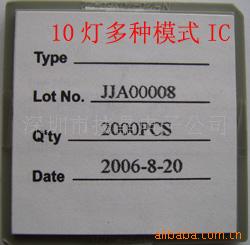 10 灯多种模式 IC
Type
Lot No. JJA00008
Q'ty 2000PCS
Date 2006-8-20
alibaba.com.cn